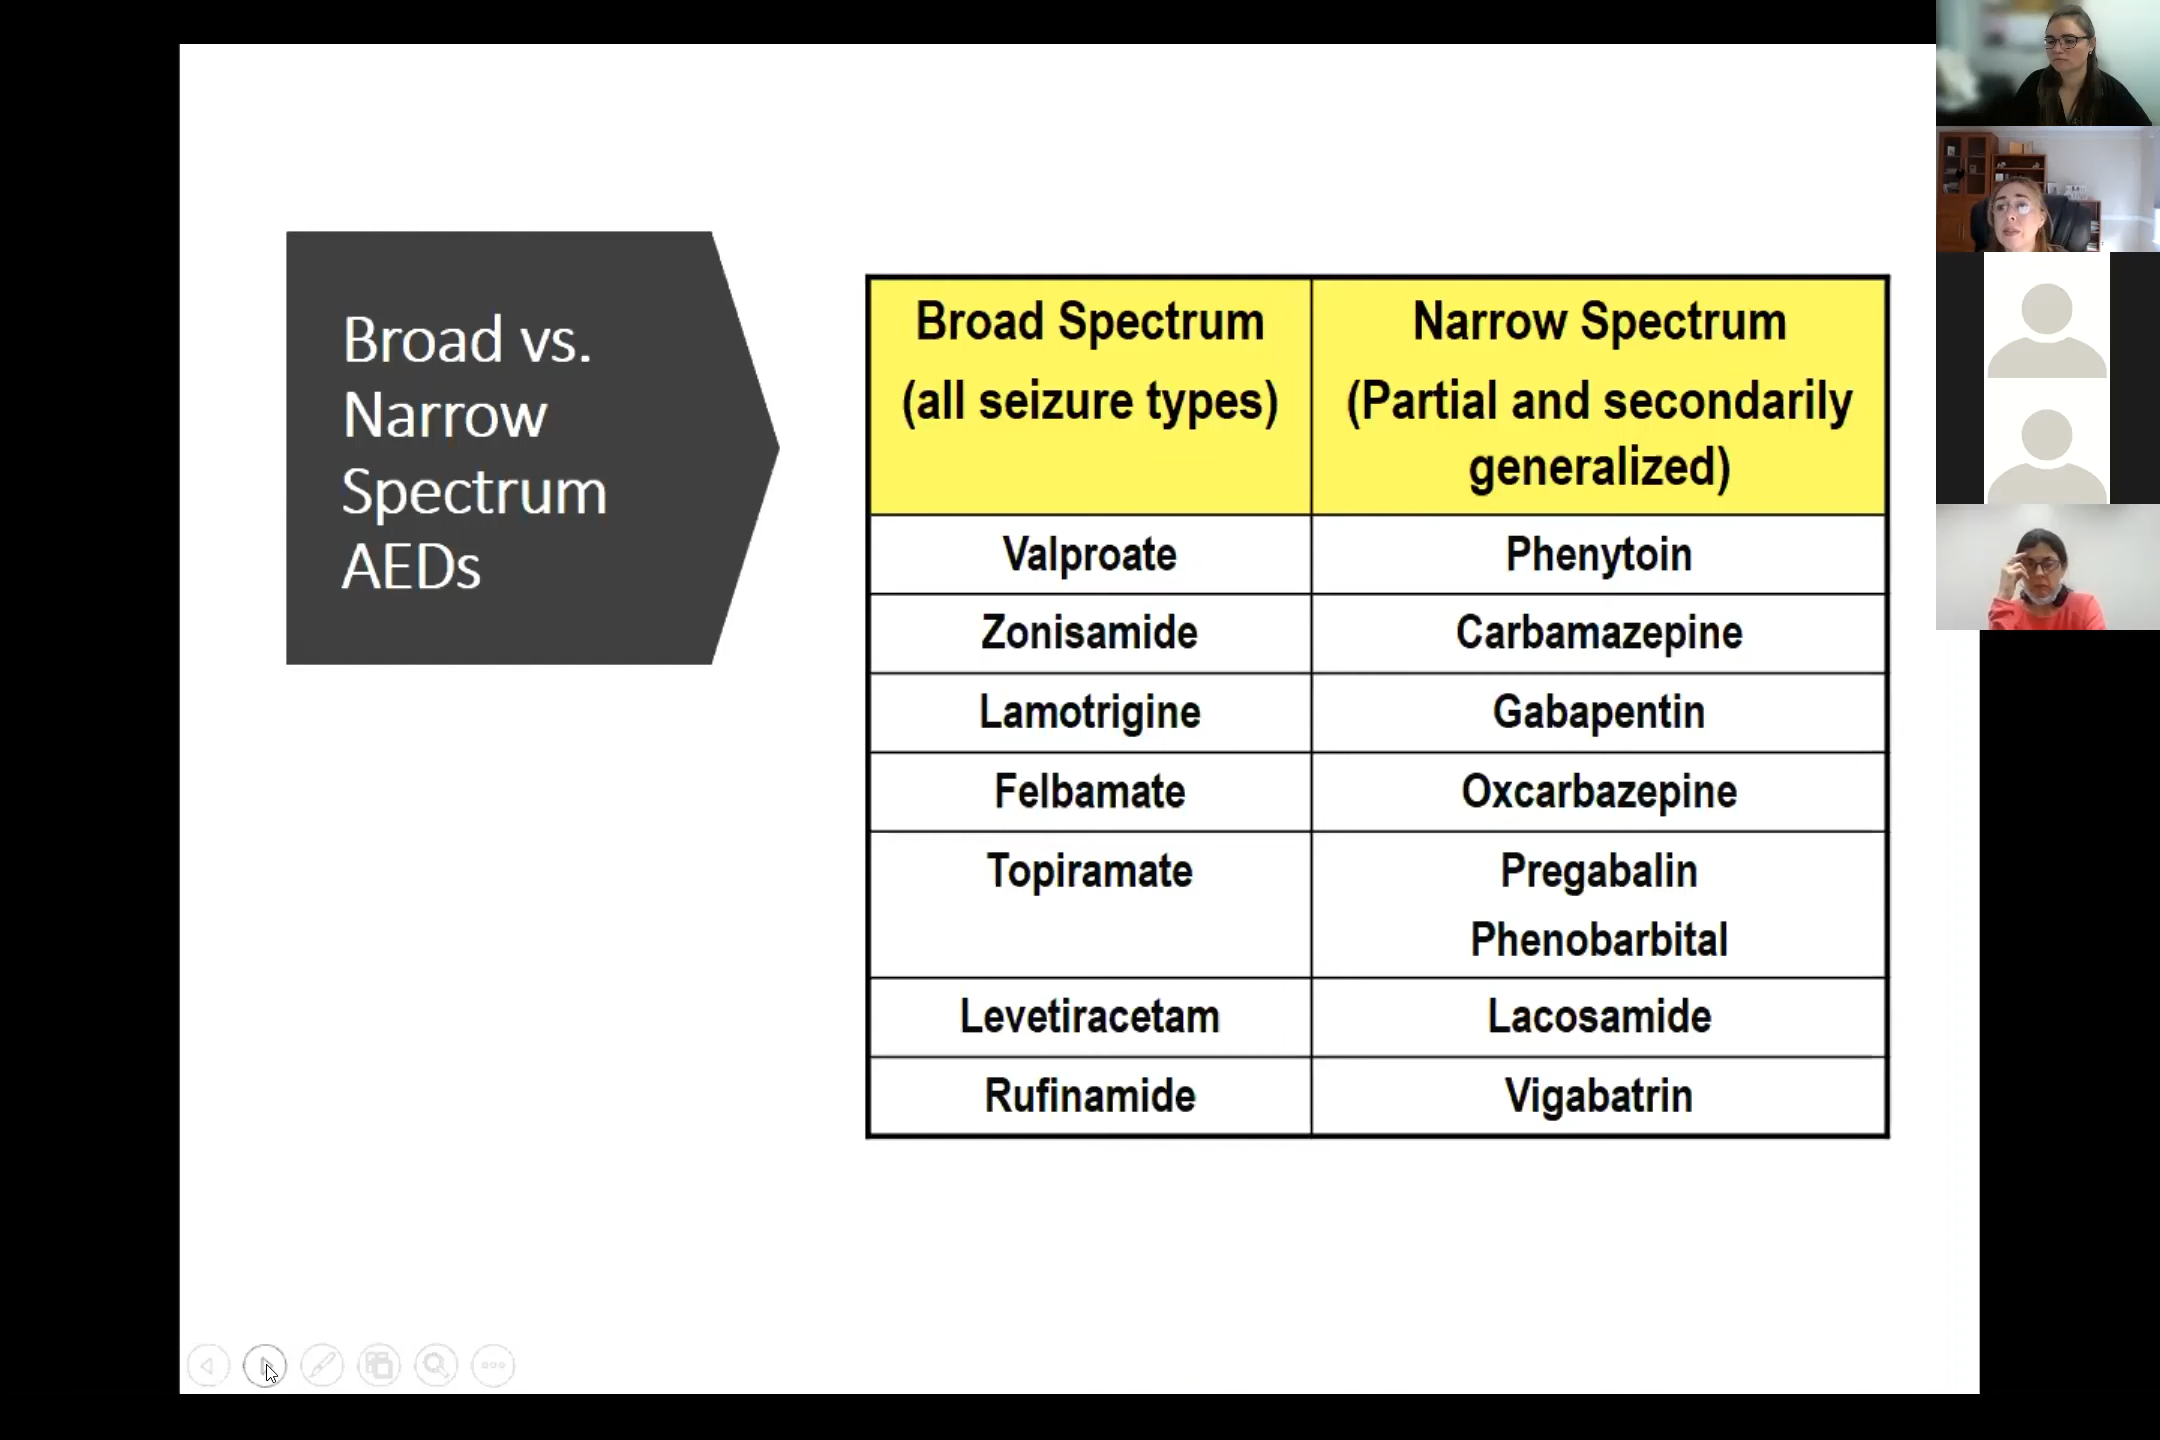 Broad vs.
Narrow
Spectrum
AEDs
Broad Spectrum
(all seizure types)
Narrow Spectrum
(Partial and secondarily
generalized)
Valproate
Phenytoin
Zonisamide
Carbamazepine
Lamotrigine
Gabapentin
Felbamate
Oxcarbazepine
Topiramate
Pregabalin
Phenobarbital
Levetiracetam
Lacosamide
Rufinamide
Vigabatrin